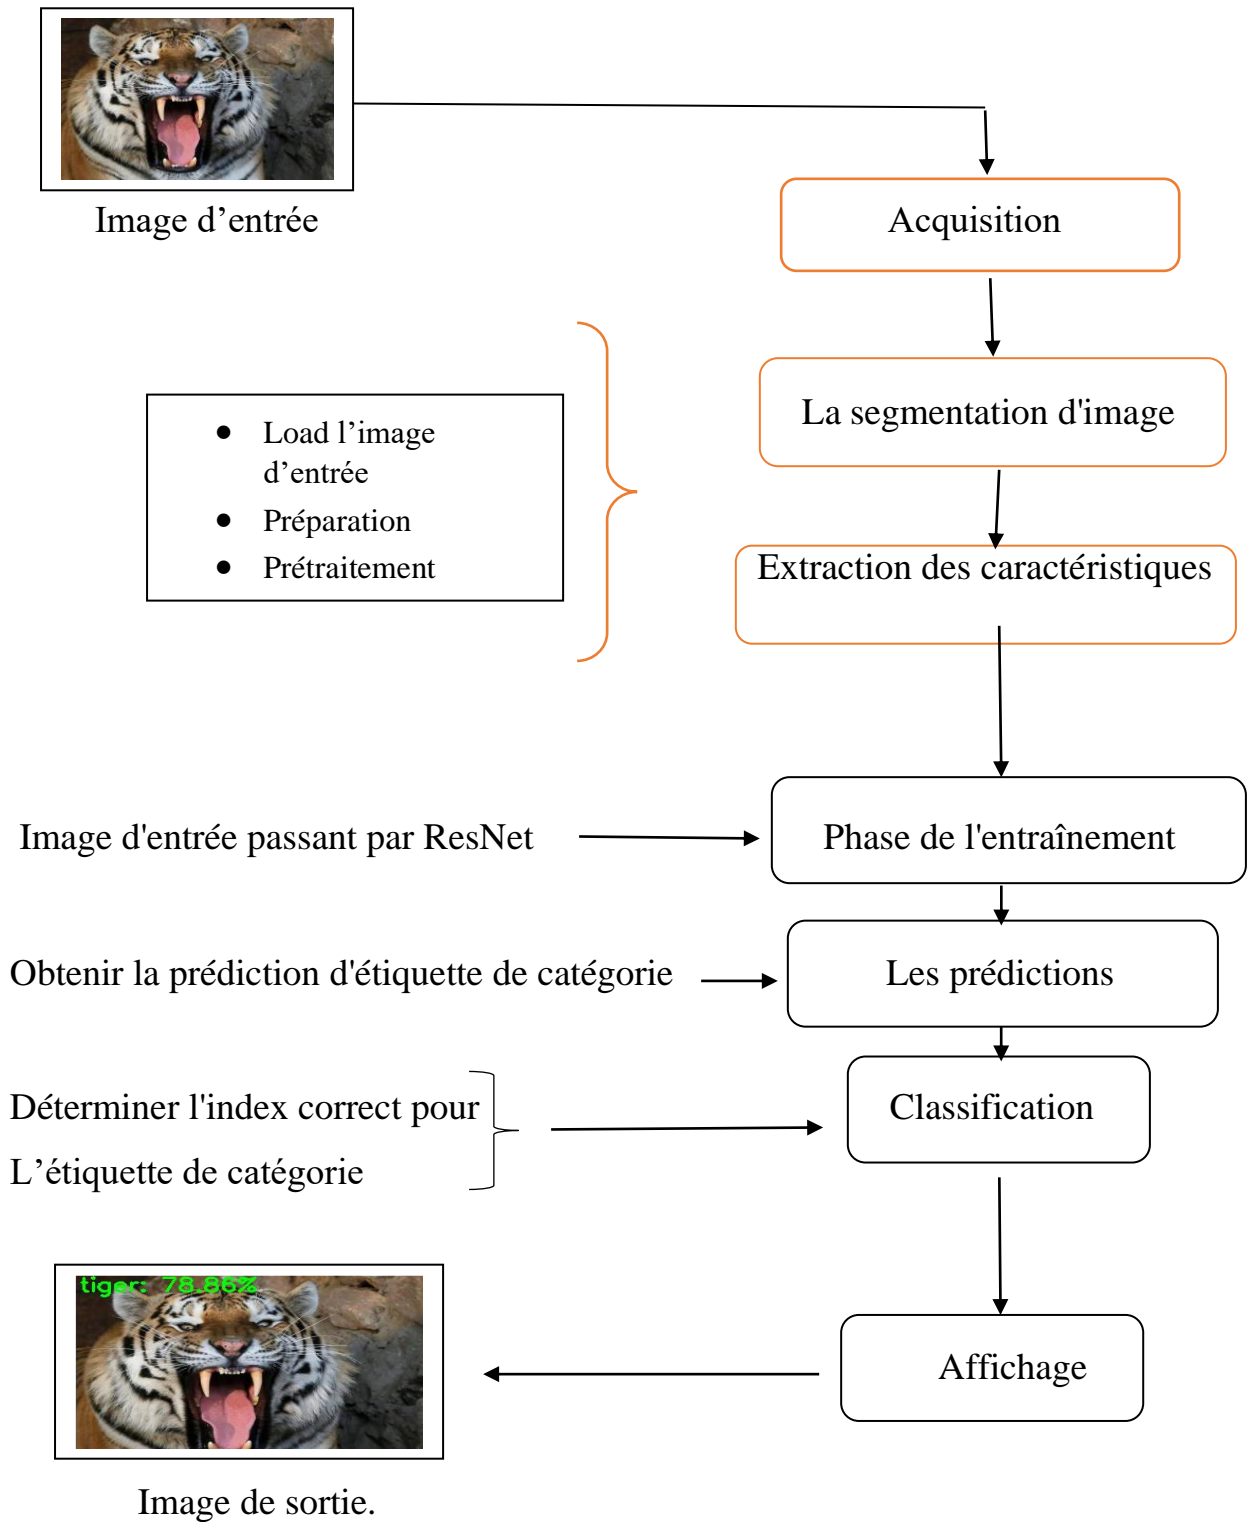 Image d’entrée
Acquisition
La segmentation d'image
● Load l’image
d’entrée
● Préparation
● Prétraitement
Extraction des caractéristiques
Image d'entrée passant par ResNet
Phase de l'entraînement
Obtenir la prédiction d'étiquette de catégorie
Les prédictions
Déterminer l'index correct pour
L’étiquette de catégorie
Classification
tiger: 78.86%
Affichage
Image de sortie.